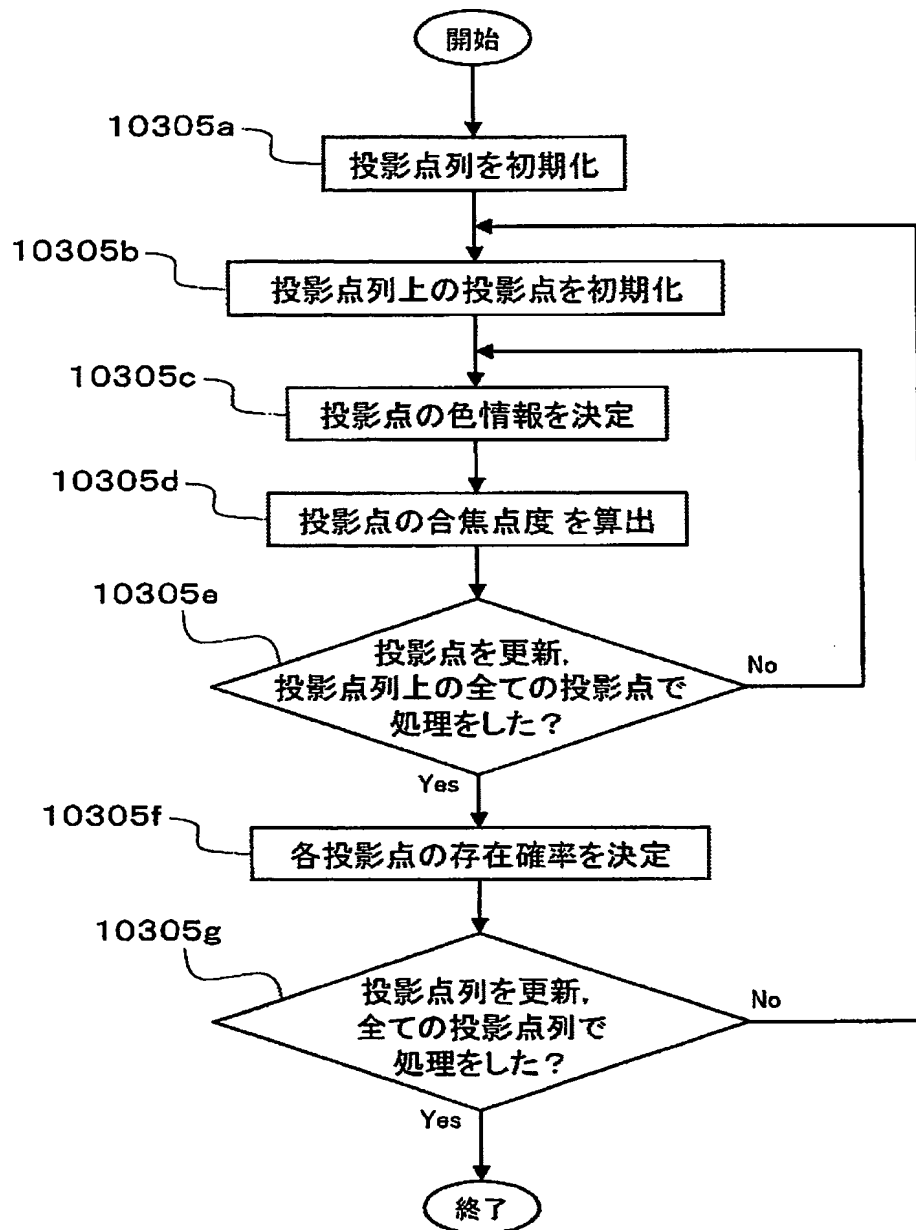 開始
10305a
投影点列を初期化
10305b
投影点列上の投影点を初期化
10305c
投影点の色情報を決定
10305d
投影点の合焦点度 を算出
10305e
投影点を更新.
投影点列上の全ての投影点で
処理をした？
No
Yes
10305f
各投影点の存在確率を決定
10305g
投影点列を更新.
全ての投影点列で
処理をした？
No
Yes
終了